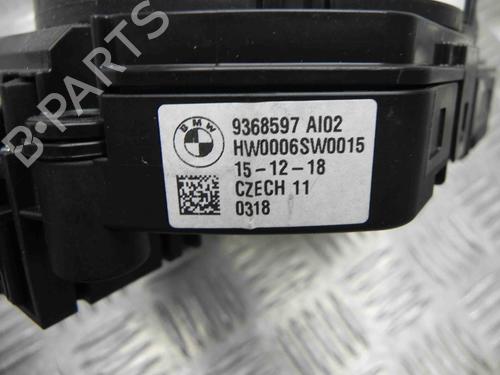 BMW
9368597 AI02
HW0006SW0015
15-12-18
CZECH 11
0318
B-PARTS